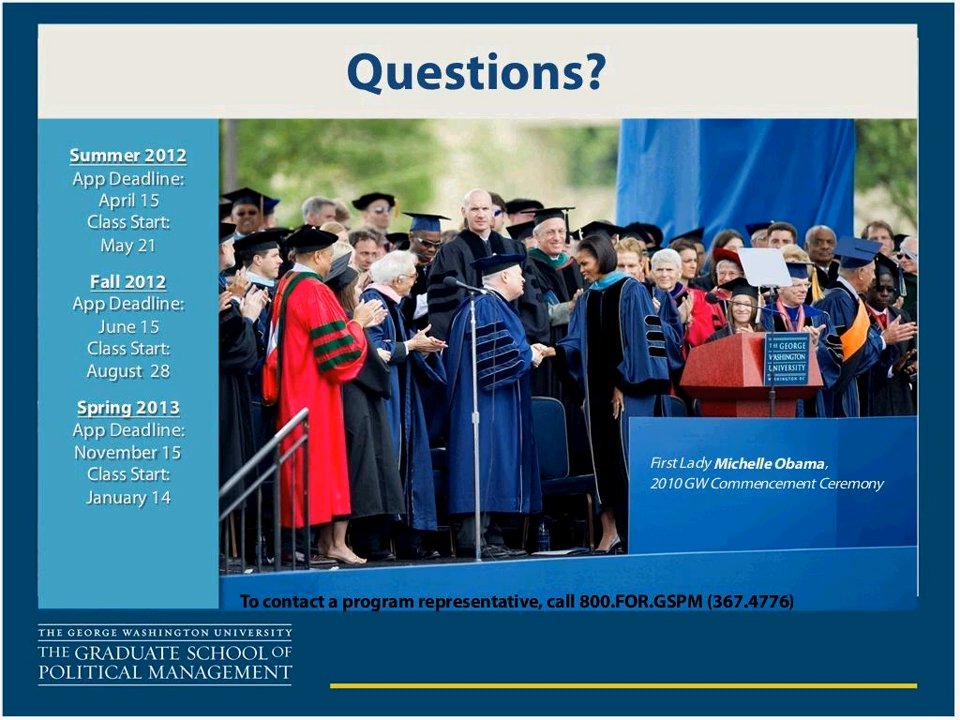 Questions?
Summer 2012
App Deadline:
April 15
Class Start:
May 21
Fall 2012
App Deadline:
June 15
Class Start:
August 28
Spring 2013
App Deadline:
November 15
Class Start:
January 14
THE GEORGE
WASHINGTON
UNIVERSITY
WASHINGTON DC
First Lady Michelle Obama,
2010 GW Commencement Ceremony
To contact a program representative, call 800.FOR.GSPM (367.4776)
THE GEORGE WASHINGTON UNIVERSITY
THE GRADUATE SCHOOL OF
POLITICAL MANAGEMENT